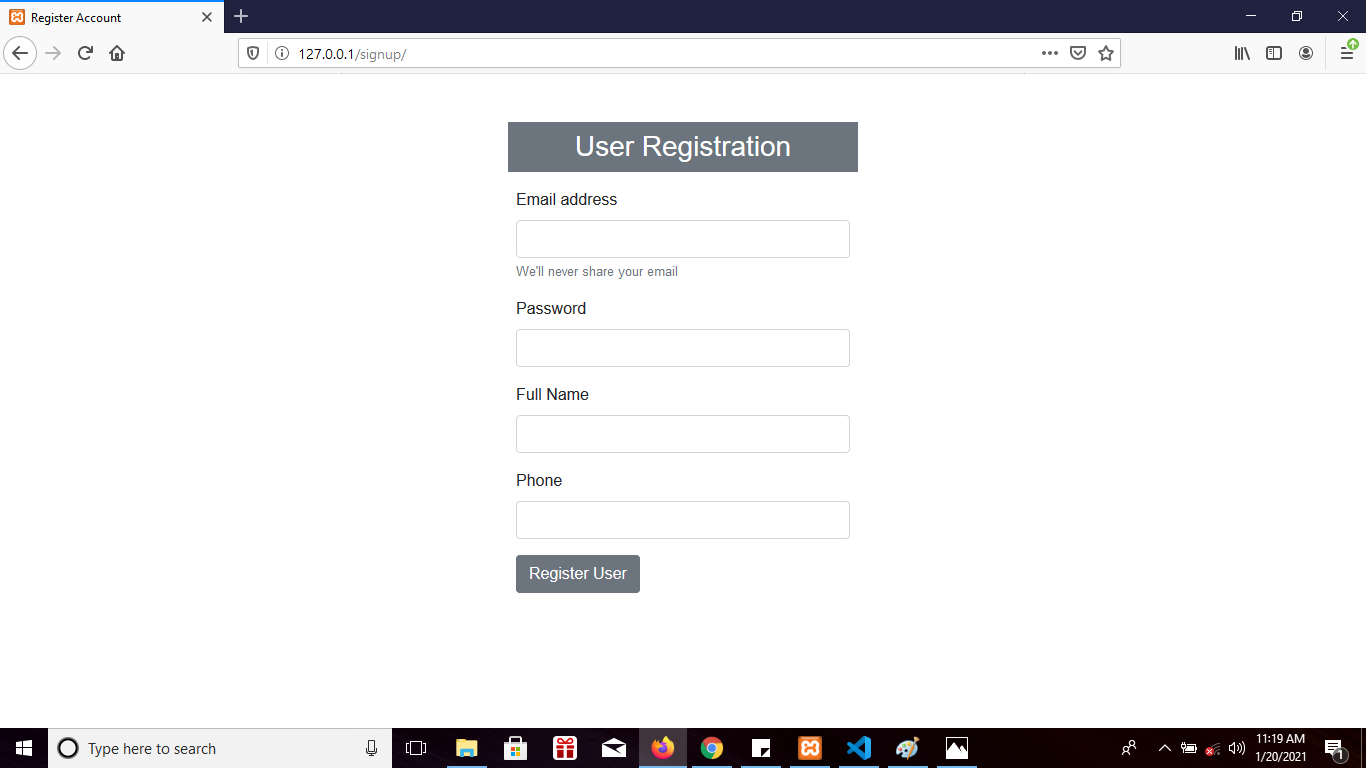 Register Account
127.0.0.1/signup/
User Registration
Email address
We'll never share your email
Password
Full Name
Phone
Register User
Type here to search
11:19 AM
1/20/2021
1